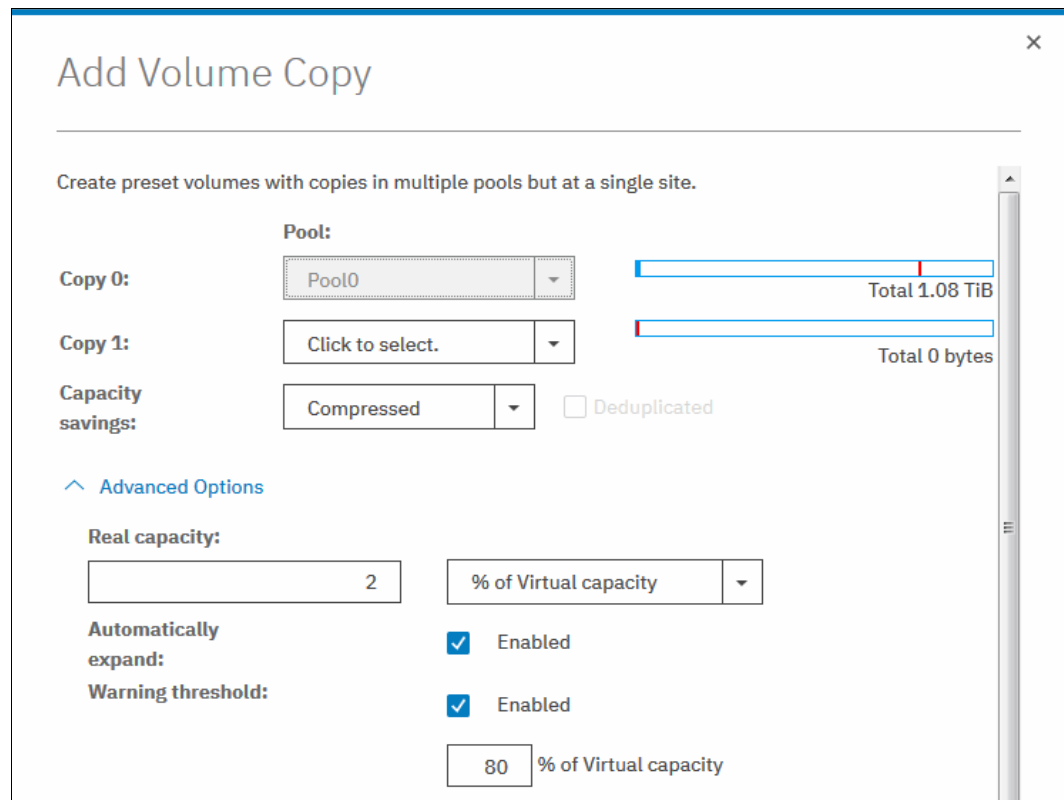 Add Volume Copy
Create preset volumes with copies in multiple pools but at a single site.
Pool:
Copy 0: Pool0
Total 1.08 TiB
Copy 1: Click to select.
Total 0 bytes
Capacity
savings: Compressed Deduplicated
Advanced Options
Real capacity:
2 % of Virtual capacity
Automatically
expand: Enabled
Warning threshold:
Enabled
80 % of Virtual capacity